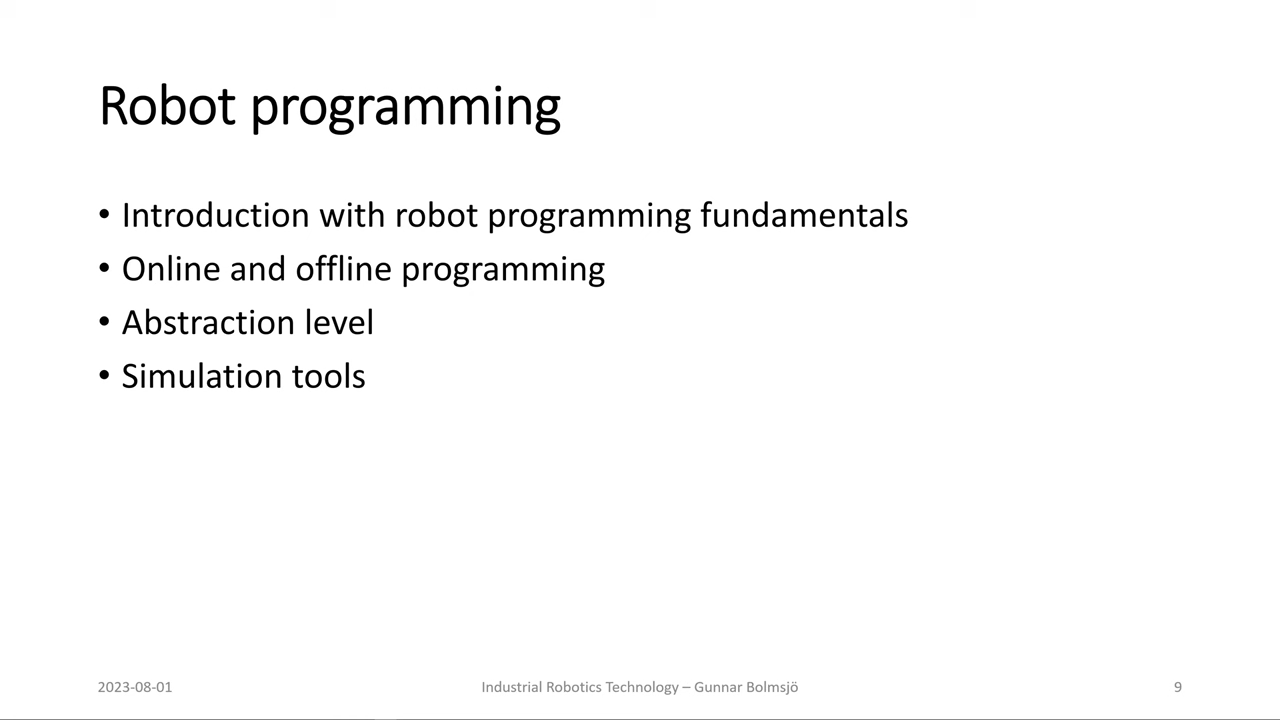 Robot programming
• Introduction with robot programming fundamentals
• Online and offline programming
• Abstraction level
• Simulation tools
2023-08-01
Industrial Robotics Technology – Gunnar Bolmsjö
9